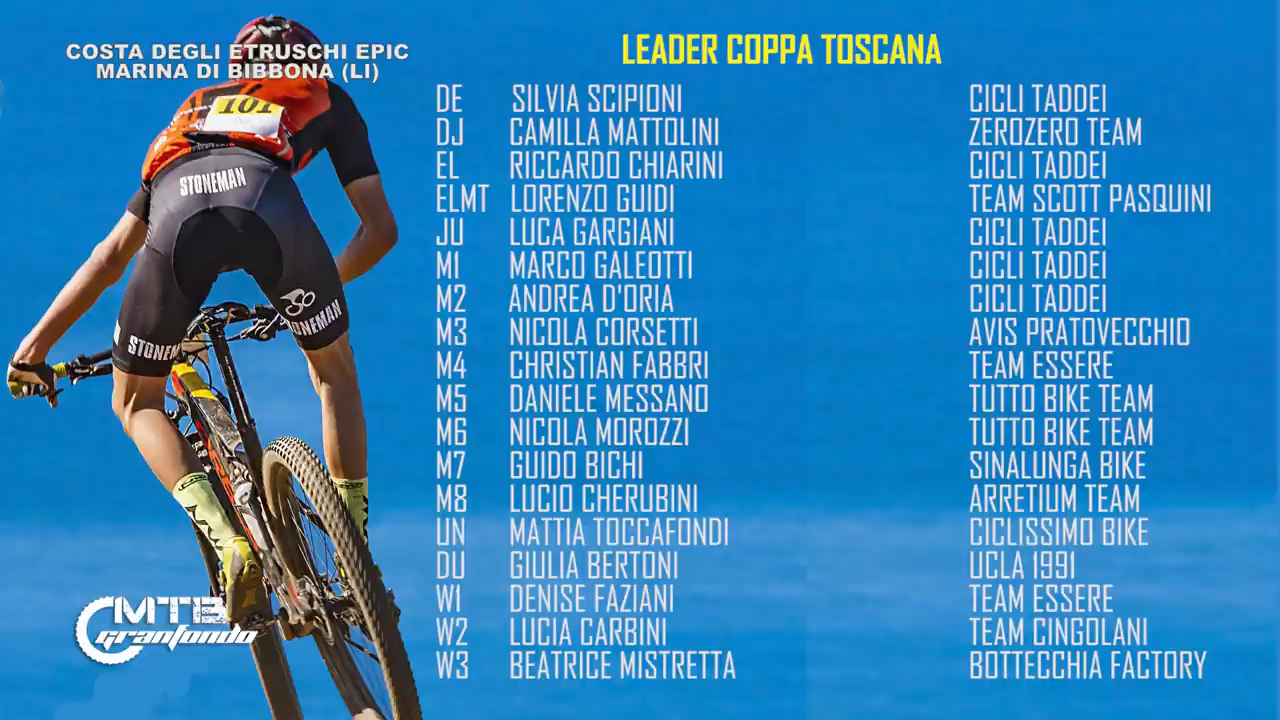 COSTA DEGLI ETRUSCHI EPIC
MARINA DI BIBBONA (LI)
LEADER COPPA TOSCANA
DE SILVIA SCIPIONI CICLI TADDEI
DJ CAMILLA MATTOLINI ZEROZERO TEAM
EL RICCARDO CHIARINI CICLI TADDEI
ELMT LORENZO GUIDI TEAM SCOTT PASQUINI
JU LUCA GARGIANI CICLI TADDEI
M1 MARCO GALEOTTI CICLI TADDEI
M2 ANDREA D'ORIA CICLI TADDEI
M3 NICOLA CORSETTI AVIS PRATOVECCHIO
M4 CHRISTIAN FABBRI TEAM ESSERE
M5 DANIELE MESSANO TUTTO BIKE TEAM
M6 NICOLA MOROZZI TUTTO BIKE TEAM
M7 GUIDO BICHI SINALUNGA BIKE
M8 LUCIO CHERUBINI ARRETIUM TEAM
UN MATTIA TOCCAFONDI CICLISSIMO BIKE
DU GIULIA BERTONI UCLA 1991
W1 DENISE FAZIANI TEAM ESSERE
W2 LUCIA CARBINI TEAM CINGOLANI
W3 BEATRICE MISTRETTA BOTTECCHIA FACTORY
101
STONEMAN
STONEMAN
STONEMAN
MTB
granfondo